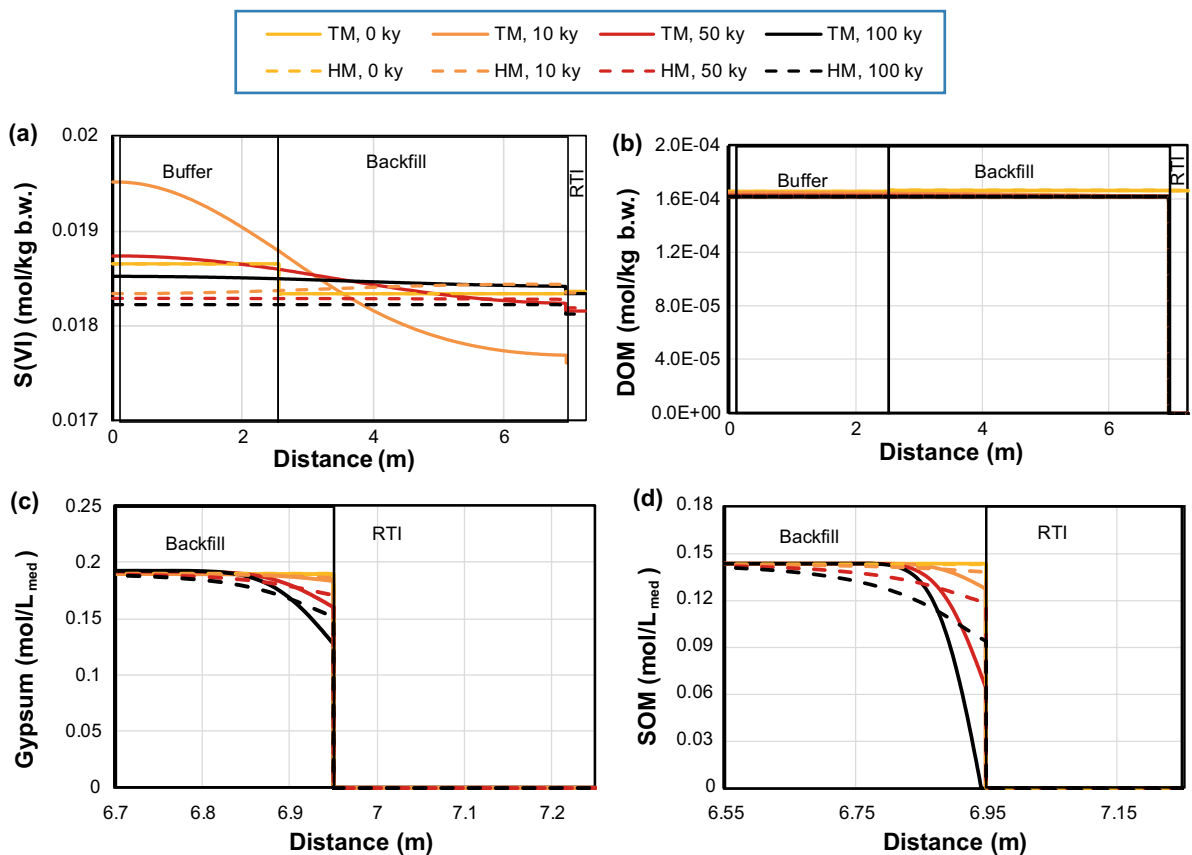 TM, 0 ky TM, 10 ky TM, 50 ky TM, 100 ky
HM, 0 ky HM, 10 ky HM, 50 ky HM, 100 ky
(a)
S(VI) (mol/kg b.w.)
0.02
0.019
0.018
0.017
Buffer
Backfill
RTI
0 2 4 6
Distance (m)
(b)
DOM (mol/kg b.w.)
2.0E-04
1.6E-04
1.2E-04
8.0E-05
4.0E-05
0.0E+00
Buffer
Backfill
RTI
0 2 4 6
Distance (m)
(c)
Gypsum (mol/L_med)
0.25
0.2
0.15
0.1
0.05
0
Backfill
RTI
6.7 6.8 6.9 7 7.1 7.2
Distance (m)
(d)
SOM (mol/L_med)
0.18
0.15
0.12
0.09
0.06
0.03
0
Backfill
RTI
6.55 6.75 6.95 7.15
Distance (m)